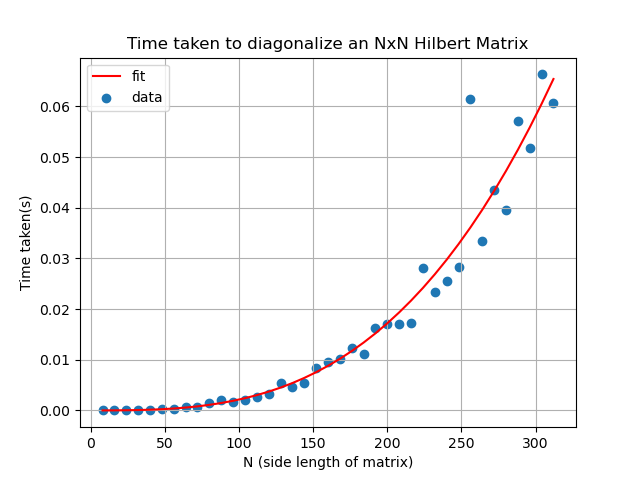 Time taken to diagonalize an NxN Hilbert Matrix
fit
data
0.06
0.05
0.04
0.03
0.02
0.01
0.00
Time taken(s)
0 50 100 150 200 250 300
N (side length of matrix)